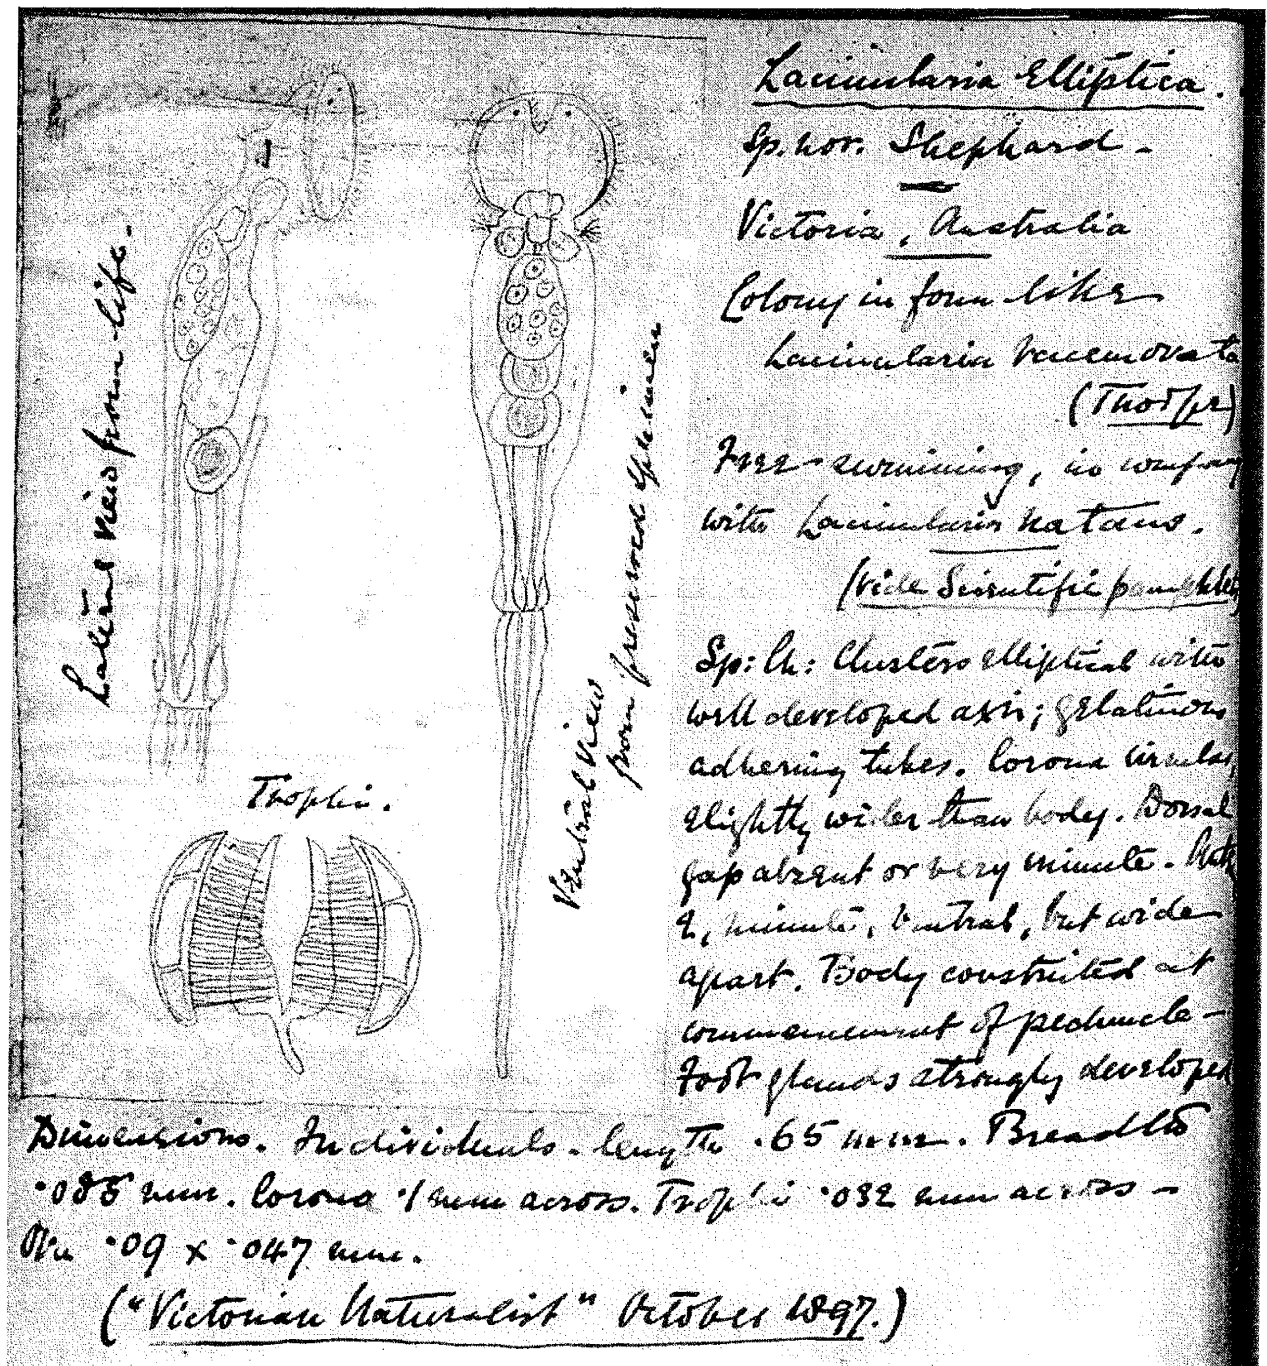 Lacinularia Elliptica.
Sp. nov. Shephard -
Victoria, Australia
Colony in form like
Lacinularia racemovata
(Thorpe)
Free-swimming, in company
with Lacinularia natans.
(vide Scientific pamphlet)
Sp: Ch: Clusters elliptical with
well developed axis; gelatinous
adhering tubes. Corona circular,
slightly wider than body. Dorsal
gap absent or very minute.
2, minute, ventral, but wide
apart. Body constricted at
commencement of peduncle -
Foot glands strongly developed
Lateral view from life.
Ventral view
from preserved specimen
Trophi.
Dimensions. Individuals - length .65 mm. Breadth
.085 mm. Corona .1 mm across. Trophi .032 mm across -
Ova .09 x .047 mm.
("Victorian Naturalist" October 1897.)